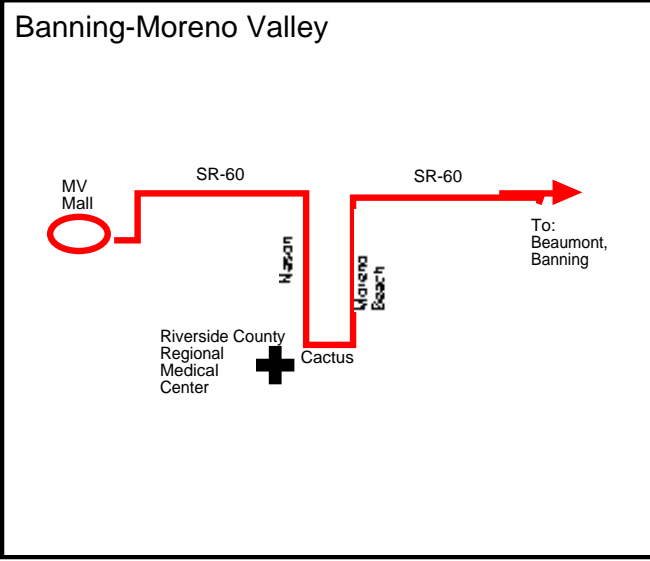 Banning-Moreno Valley
SR-60
SR-60
MV
Mall
To:
Beaumont,
Banning
Nason
Moreno
Beach
Riverside County
Regional
Medical
Center
Cactus